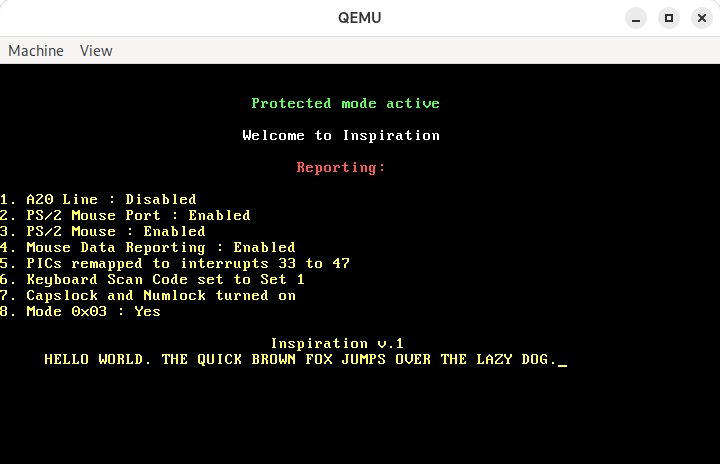 QEMU
Machine View
Protected mode active
Welcome to Inspiration
Reporting:
1. A20 Line : Disabled
2. PS/2 Mouse Port : Enabled
3. PS/2 Mouse : Enabled
4. Mouse Data Reporting : Enabled
5. PICs remapped to interrupts 33 to 47
6. Keyboard Scan Code set to Set 1
7. Capslock and Numlock turned on
8. Mode 0x03 : Yes
Inspiration v.1
HELLO WORLD. THE QUICK BROWN FOX JUMPS OVER THE LAZY DOG._